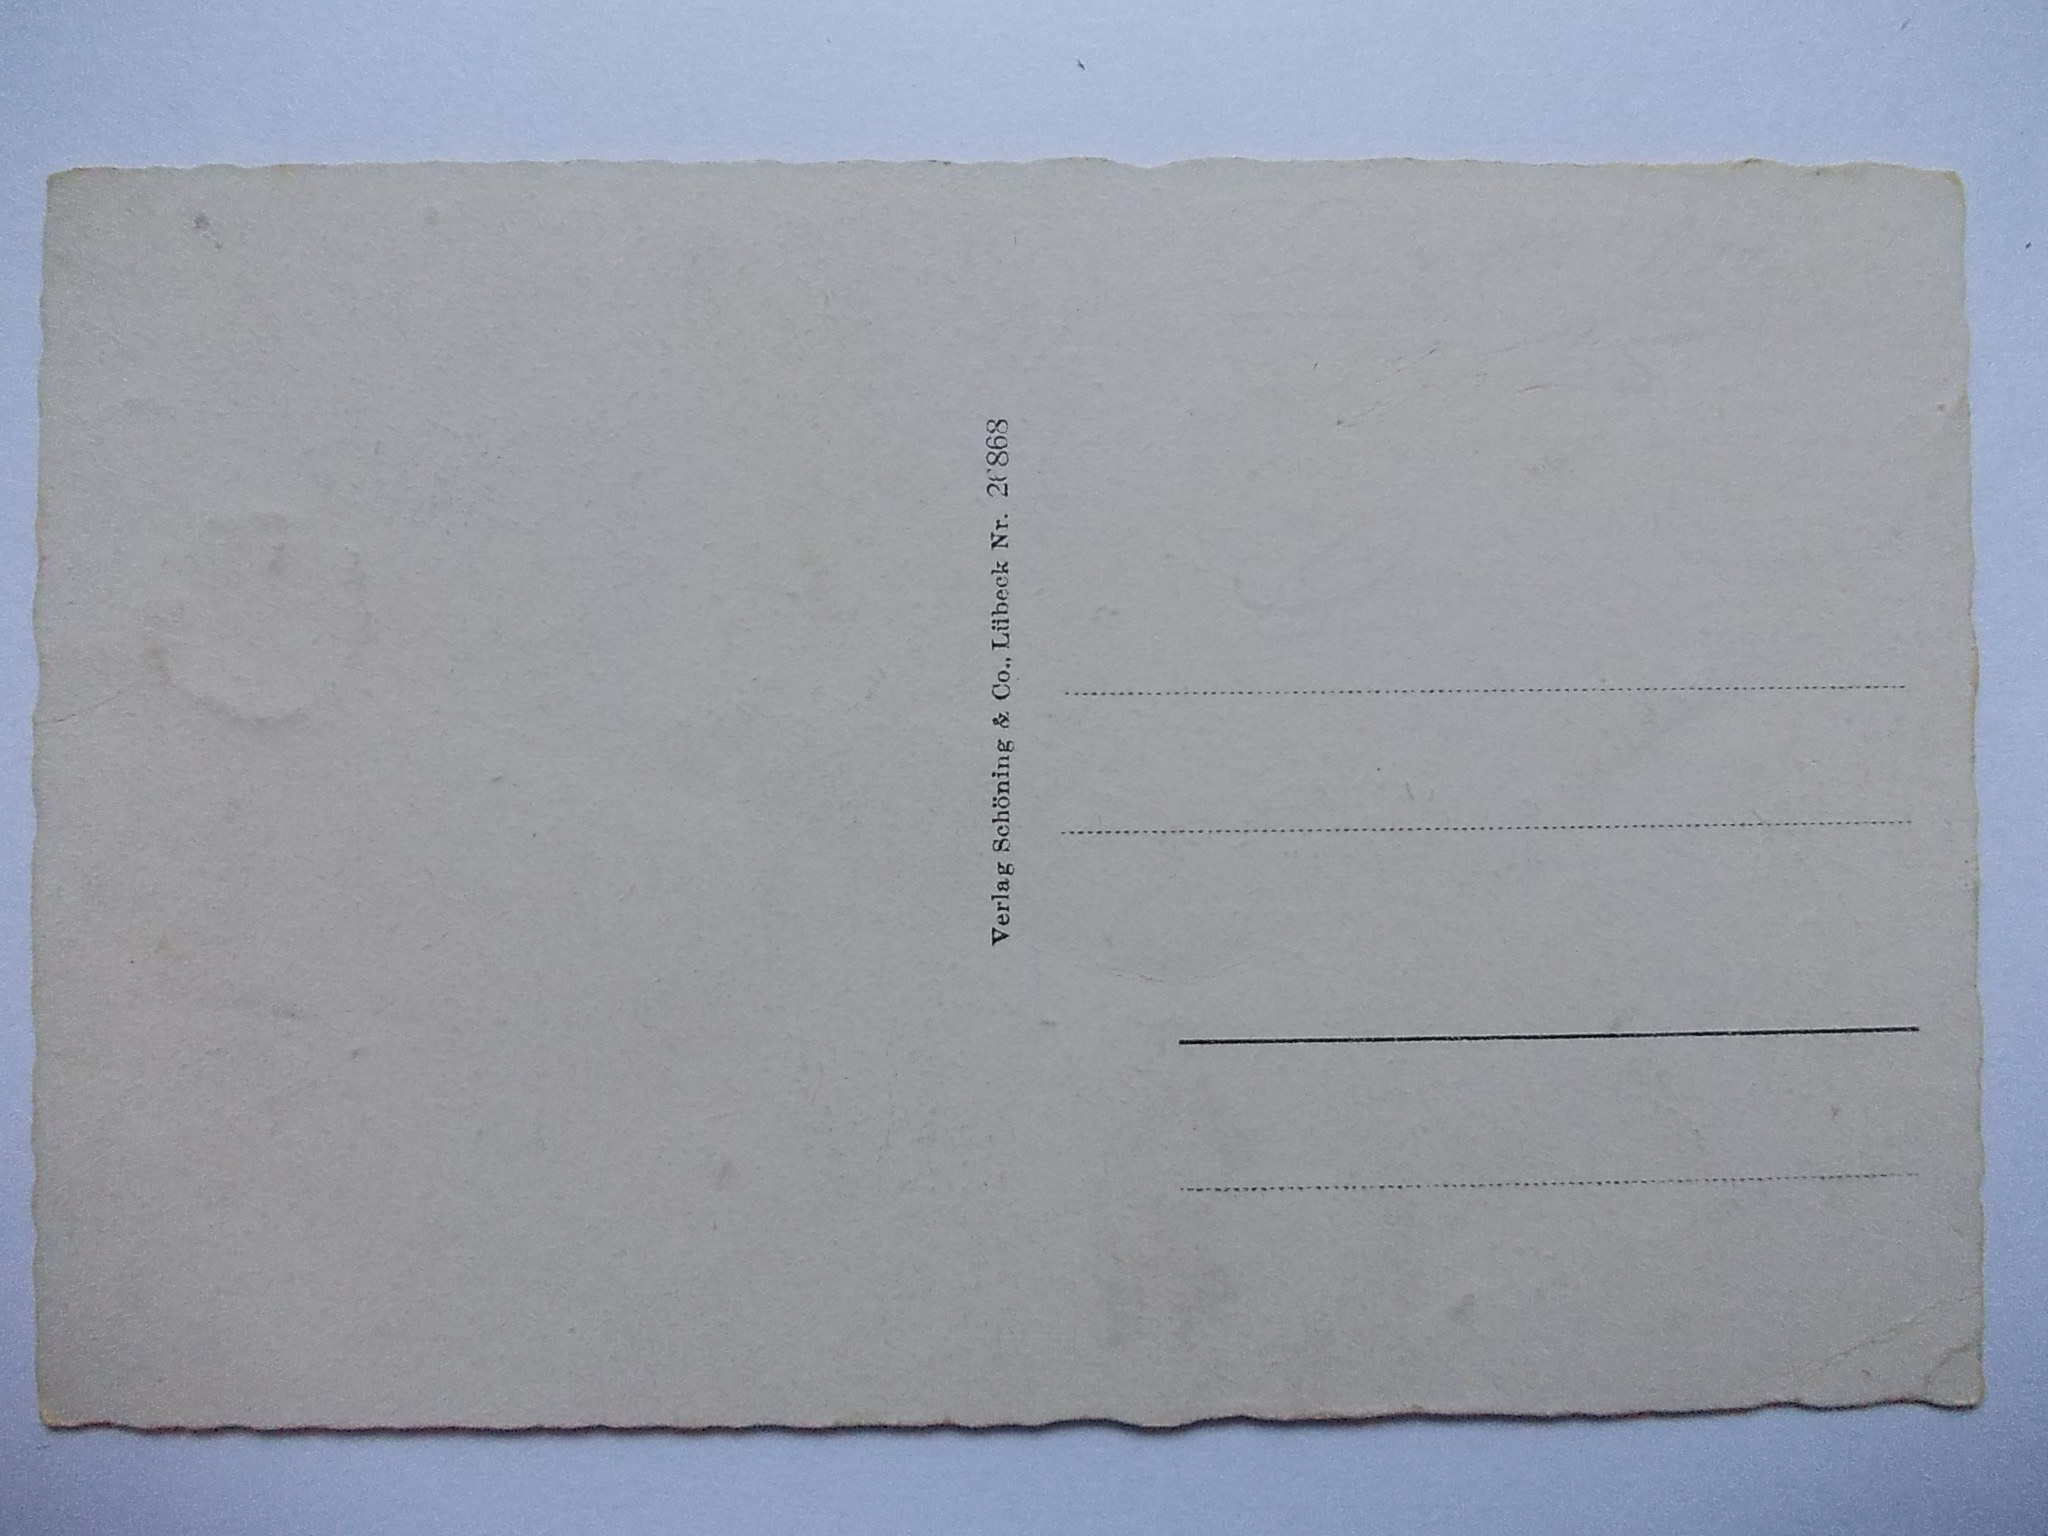 Verlag Schöning & Co., Lübeck Nr.